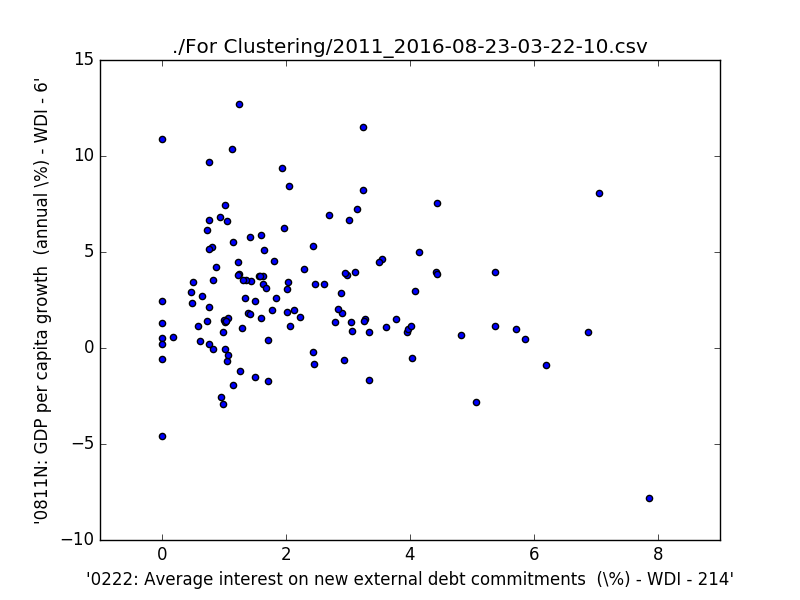 ./For Clustering/2011_2016-08-23-03-22-10.csv
15
10
5
0
−5
−10
'0811N: GDP per capita growth  (annual \%) - WDI - 6'
0 2 4 6 8
'0222: Average interest on new external debt commitments  (\%) - WDI - 214'